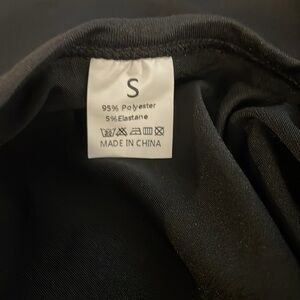 S
95% Polyester
5%Elastane
MADE IN CHINA